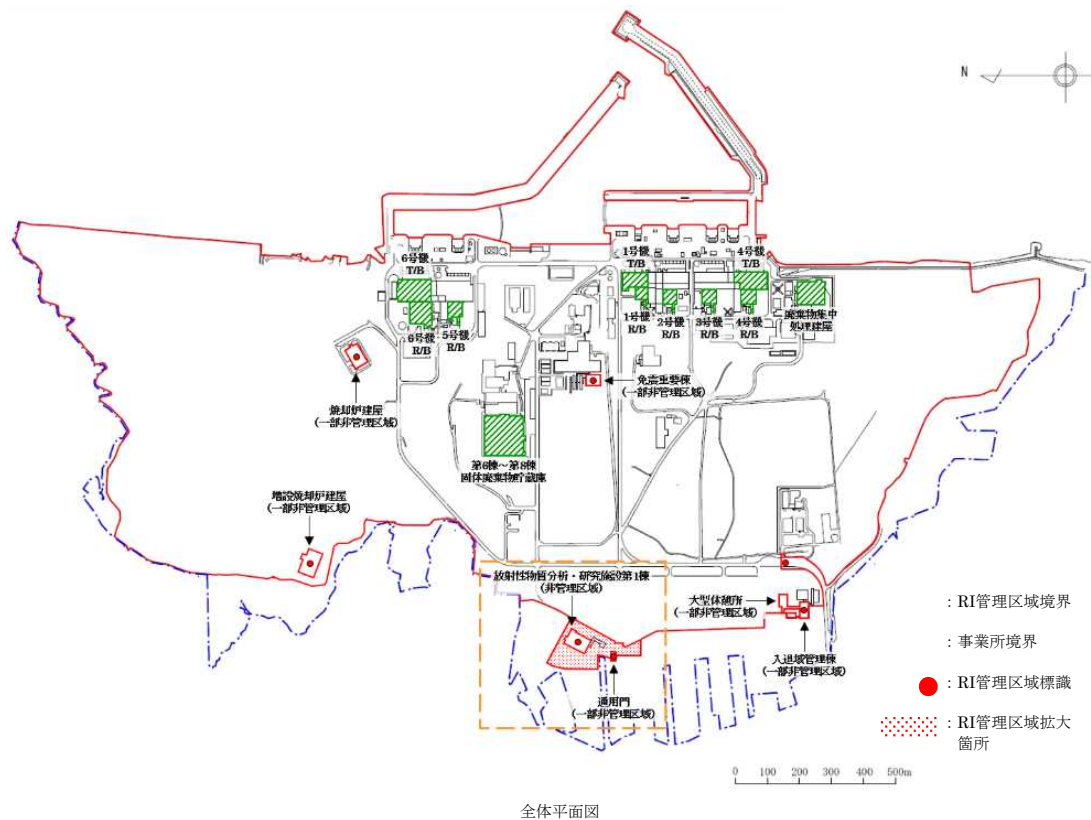 N
6号機
T/B
1号機
T/B
4号機
T/B
6号機
R/B
5号機
R/B
1号機
R/B
2号機
R/B
3号機
R/B
4号機
R/B
廃棄物集中
処理建屋
焼却炉建屋
(一部非管理区域)
免震重要棟
(一部非管理区域)
第6棟～第8棟
固体廃棄物貯蔵庫
増設焼却炉建屋
(一部非管理区域)
放射性物質分析・研究施設第1棟
(非管理区域)
大型休憩所
(一部非管理区域)
入退域管理棟
(一部非管理区域)
通用門
(一部非管理区域)
：RI管理区域境界
：事業所境界
：RI管理区域標識
：RI管理区域拡大
箇所
0 100 200 300 400 500m
全体平面図